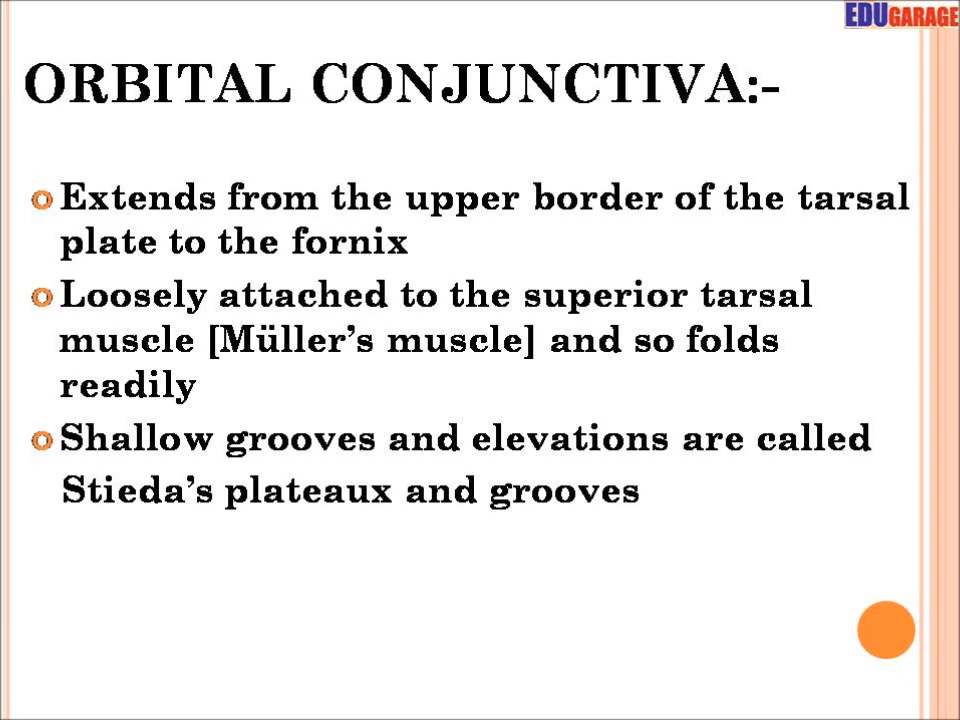 EDUGARAGE
ORBITAL CONJUNCTIVA:-
Extends from the upper border of the tarsal
plate to the fornix
Loosely attached to the superior tarsal
muscle [Müller’s muscle] and so folds
readily
Shallow grooves and elevations are called
Stieda’s plateaux and grooves